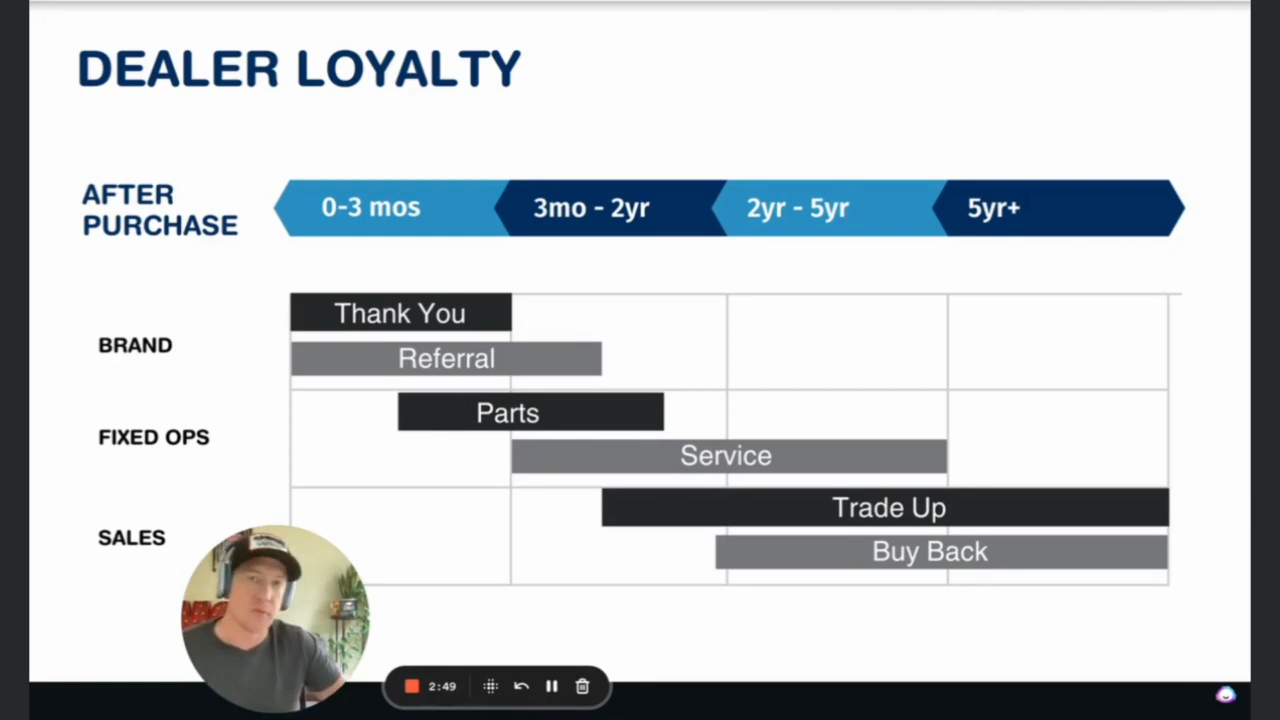 DEALER LOYALTY
AFTER
PURCHASE
0-3 mos
3mo - 2yr
2yr - 5yr
5yr+
BRAND
Thank You
Referral
FIXED OPS
Parts
Service
SALES
Trade Up
Buy Back
2:49